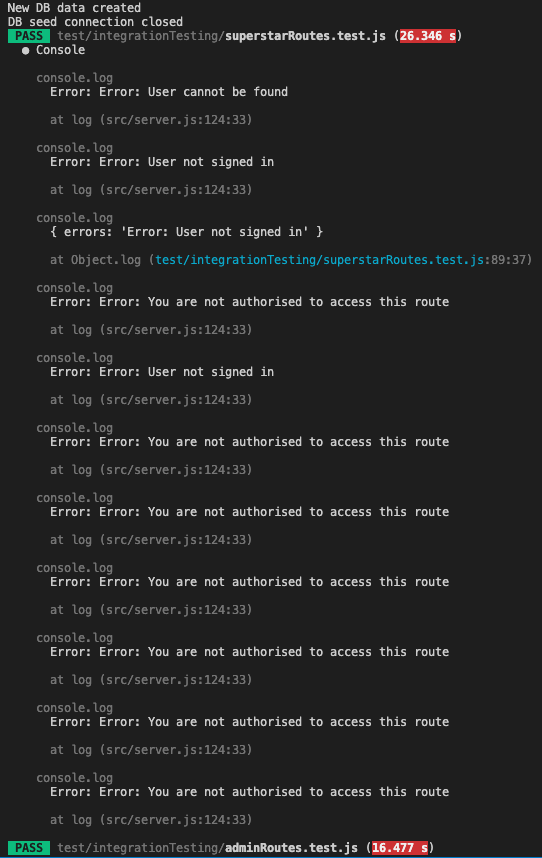 New DB data created
DB seed connection closed
PASS test/integrationTesting/superstarRoutes.test.js (26.346 s)
● Console
console.log
Error: Error: User cannot be found
at log (src/server.js:124:33)
console.log
Error: Error: User not signed in
at log (src/server.js:124:33)
console.log
{ errors: 'Error: User not signed in' }
at Object.log (test/integrationTesting/superstarRoutes.test.js:89:37)
console.log
Error: Error: You are not authorised to access this route
at log (src/server.js:124:33)
console.log
Error: Error: User not signed in
at log (src/server.js:124:33)
console.log
Error: Error: You are not authorised to access this route
at log (src/server.js:124:33)
console.log
Error: Error: You are not authorised to access this route
at log (src/server.js:124:33)
console.log
Error: Error: You are not authorised to access this route
at log (src/server.js:124:33)
console.log
Error: Error: You are not authorised to access this route
at log (src/server.js:124:33)
console.log
Error: Error: You are not authorised to access this route
at log (src/server.js:124:33)
console.log
Error: Error: You are not authorised to access this route
at log (src/server.js:124:33)
PASS test/integrationTesting/adminRoutes.test.js (16.477 s)